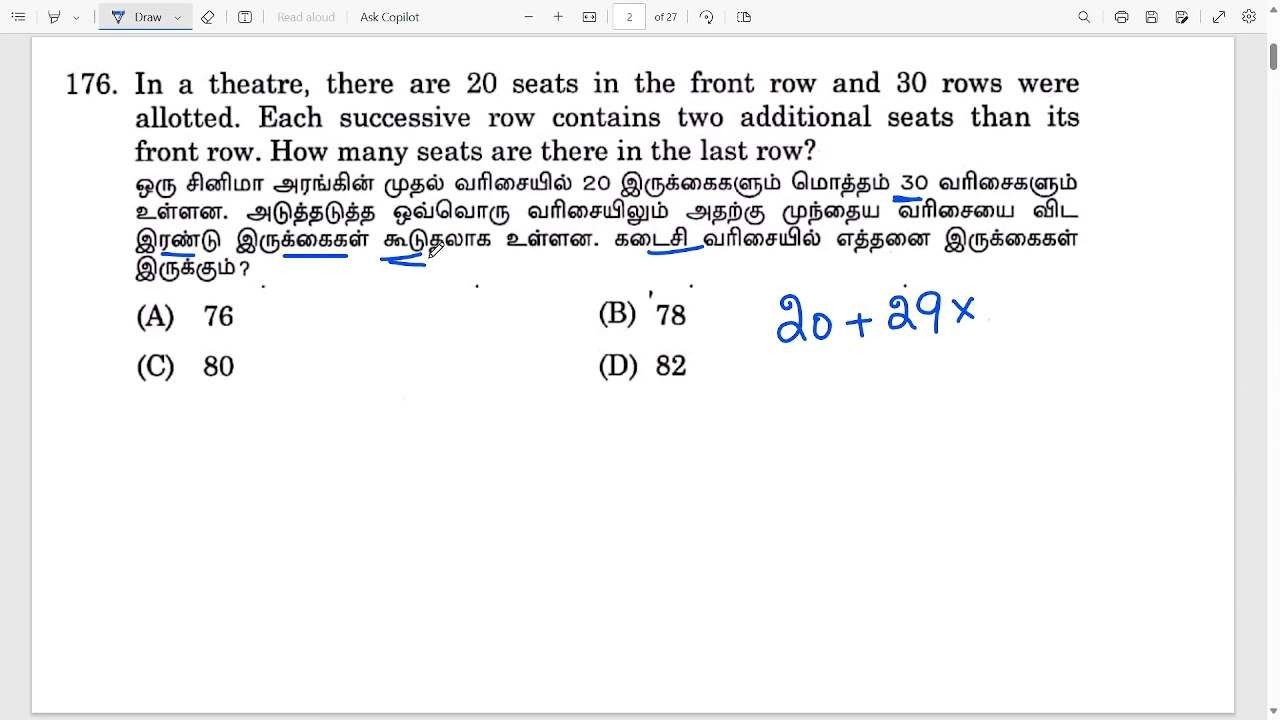 Draw
Read aloud
Ask Copilot
2
of 27
176. In a theatre, there are 20 seats in the front row and 30 rows were
allotted. Each successive row contains two additional seats than its
front row. How many seats are there in the last row?
ஒரு சினிமா அரங்கின் முதல் வரிசையில் 20 இருக்கைகளும் மொத்தம் 30 வரிசைகளும்
உள்ளன. அடுத்தடுத்த ஒவ்வொரு வரிசையிலும் அதற்கு முந்தைய வரிசையை விட
இரண்டு இருக்கைகள் கூடுதலாக உள்ளன. கடைசி வரிசையில் எத்தனை இருக்கைகள்
இருக்கும்?
(A) 76
(B) 78
(C) 80
(D) 82
20 + 29 ×